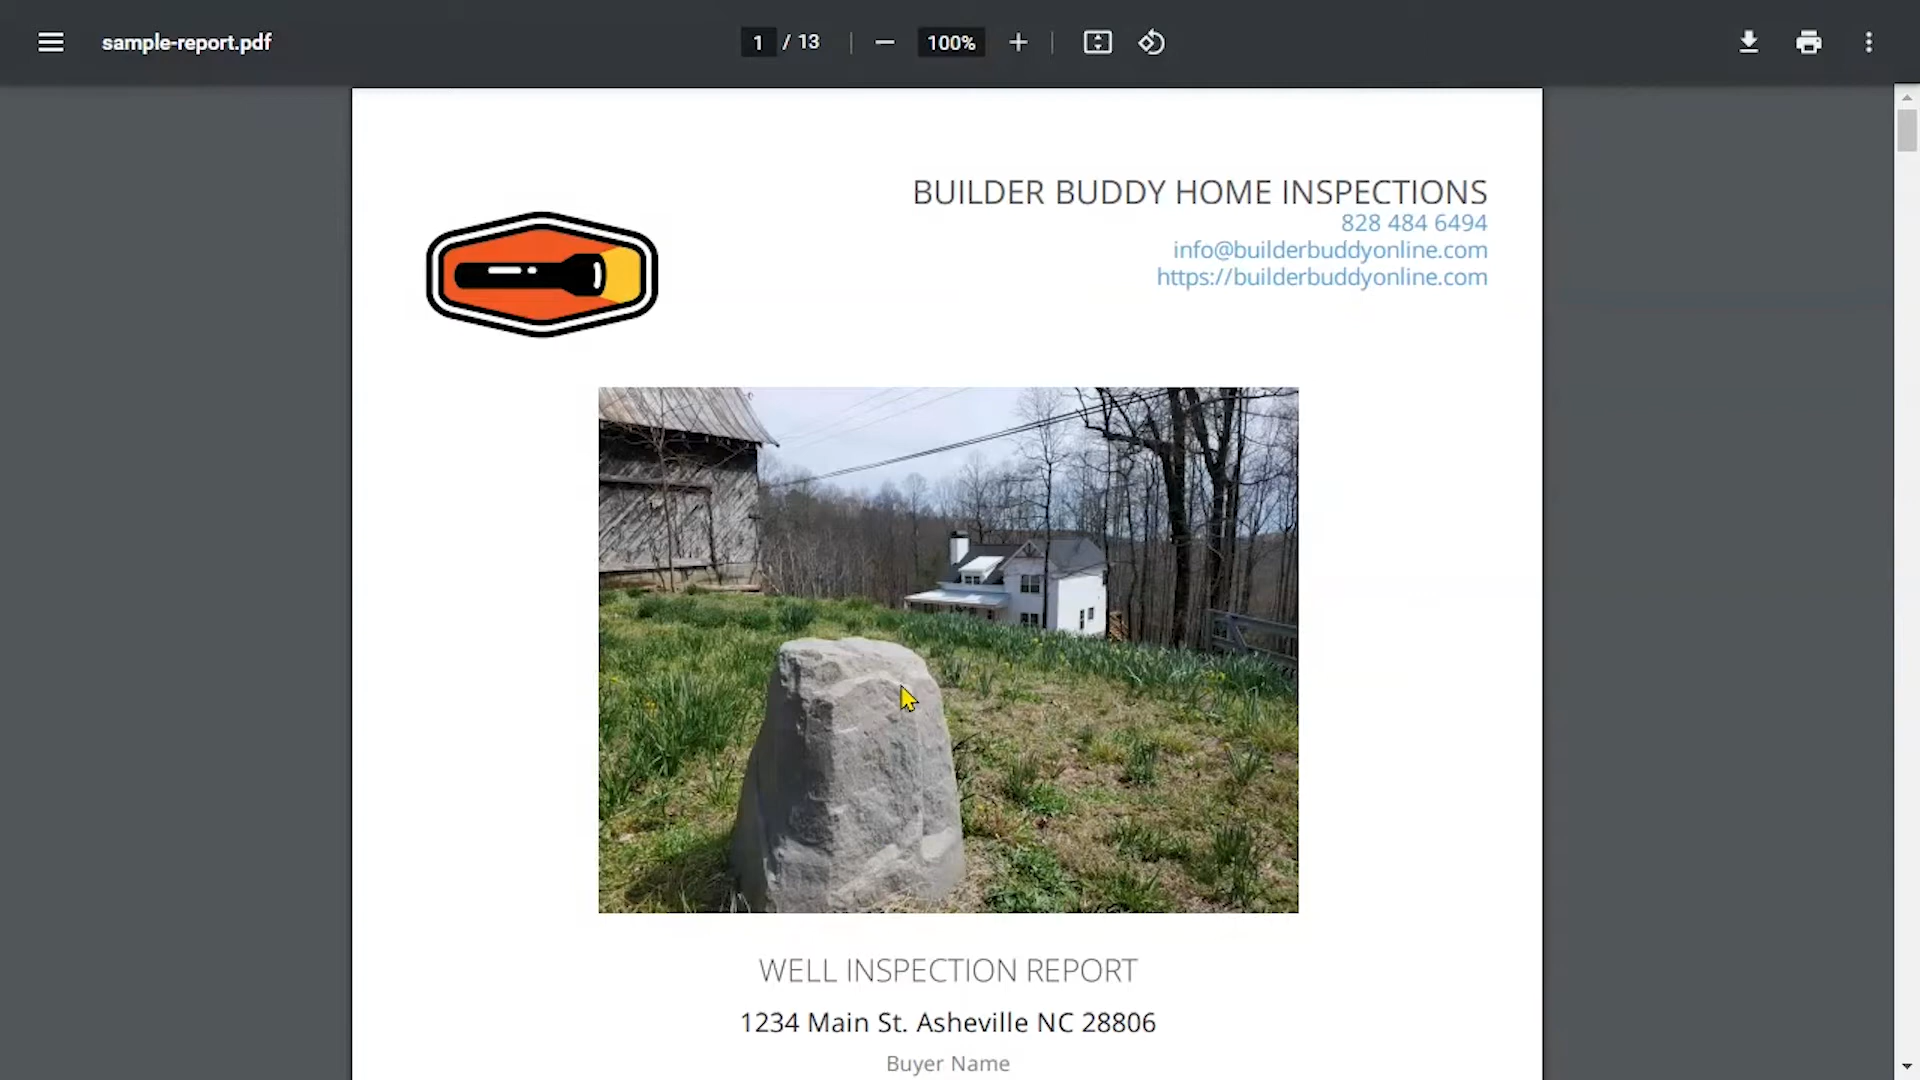 sample-report.pdf
1 / 13
100%
BUILDER BUDDY HOME INSPECTIONS
828 484 6494
info@builderbuddyonline.com
https://builderbuddyonline.com
WELL INSPECTION REPORT
1234 Main St. Asheville NC 28806
Buyer Name